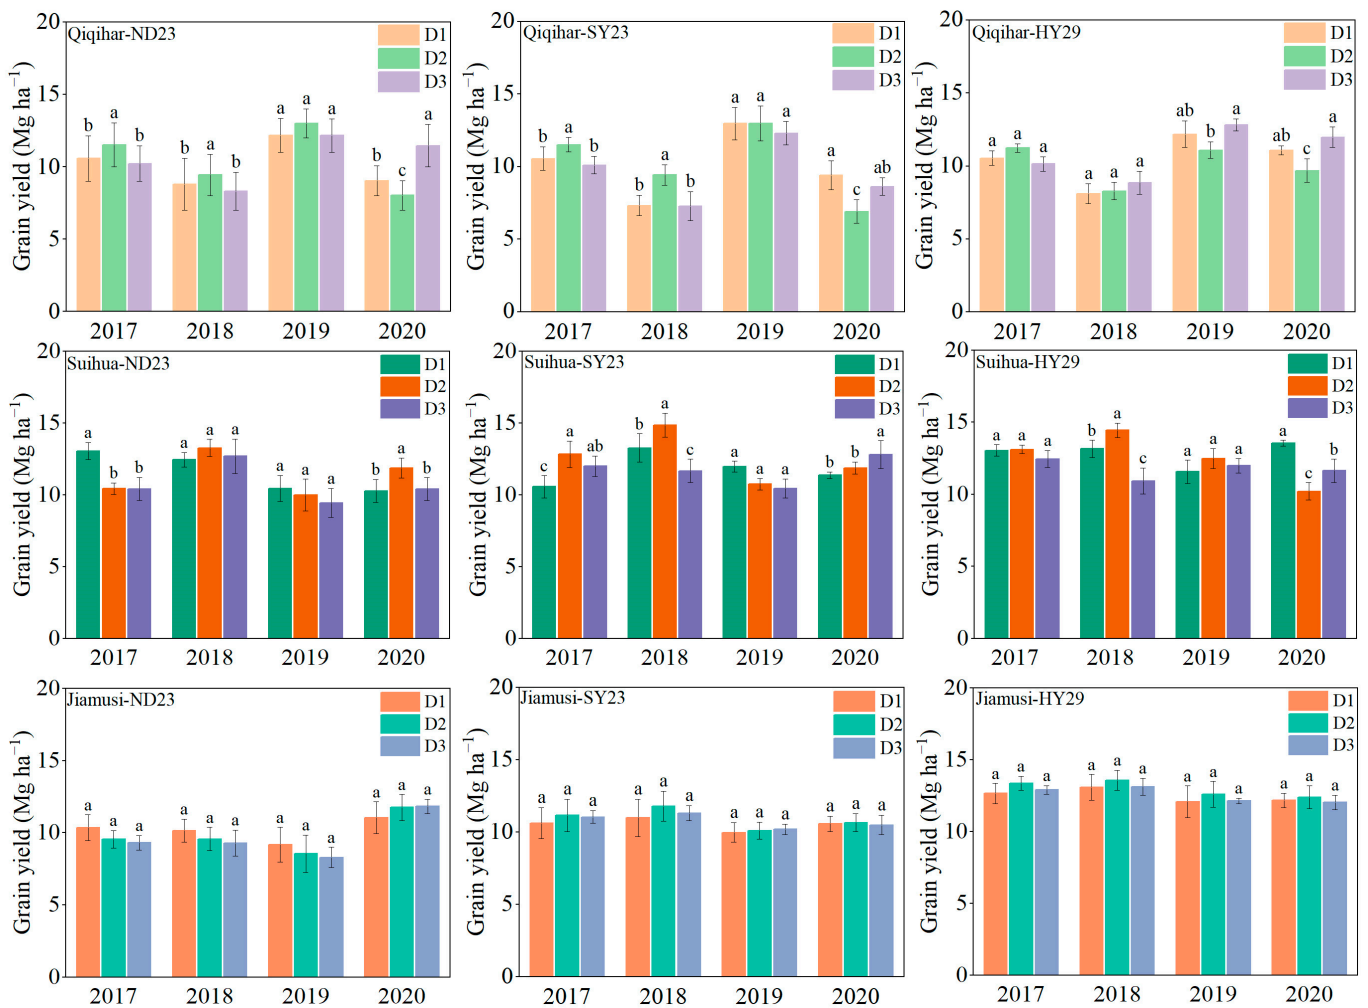 Qiqihar-ND23
D1
D2
D3
Grain yield (Mg ha⁻¹)
20
15
10
5
0
b a b
b a b
a a a
b c a
2017 2018 2019 2020
Qiqihar-SY23
D1
D2
D3
Grain yield (Mg ha⁻¹)
20
15
10
5
0
b a b
b a b
a a a
a c ab
2017 2018 2019 2020
Qiqihar-HY29
D1
D2
D3
Grain yield (Mg ha⁻¹)
20
15
10
5
0
a a a
a a a
ab b a
ab c a
2017 2018 2019 2020
Suihua-ND23
D1
D2
D3
Grain yield (Mg ha⁻¹)
20
15
10
5
0
a b b
a a a
a a a
b a b
2017 2018 2019 2020
Suihua-SY23
D1
D2
D3
Grain yield (Mg ha⁻¹)
20
15
10
5
0
c a ab
b a c
a a a
b b a
2017 2018 2019 2020
Suihua-HY29
D1
D2
D3
Grain yield (Mg ha⁻¹)
20
15
10
5
0
a a a
b a c
a a a
a c b
2017 2018 2019 2020
Jiamusi-ND23
D1
D2
D3
Grain yield (Mg ha⁻¹)
20
15
10
5
0
a a a
a a a
a a a
a a a
2017 2018 2019 2020
Jiamusi-SY23
D1
D2
D3
Grain yield (Mg ha⁻¹)
20
15
10
5
0
a a a
a a a
a a a
a a a
2017 2018 2019 2020
Jiamusi-HY29
D1
D2
D3
Grain yield (Mg ha⁻¹)
20
15
10
5
0
a a a
a a a
a a a
a a a
2017 2018 2019 2020